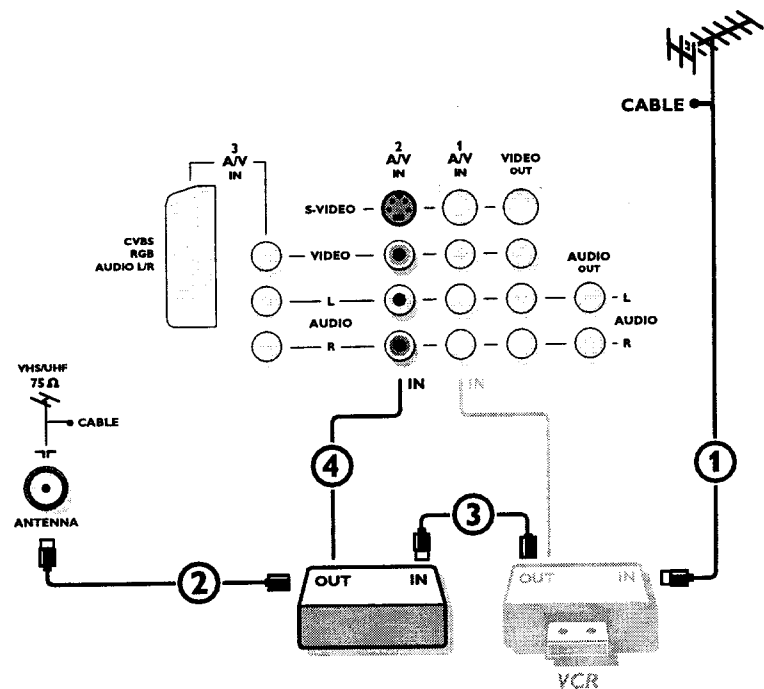 CABLE
3
A/V
IN
2
A/V
IN
1
A/V
IN
VIDEO
OUT
S-VIDEO
CVBS
RGB
AUDIO L/R
VIDEO
AUDIO
OUT
L
L
AUDIO
AUDIO
R
R
VHS/UHF
75 Ω
CABLE
ANTENNA
IN
IN
4
1
3
2
OUT
IN
OUT
IN
VCR